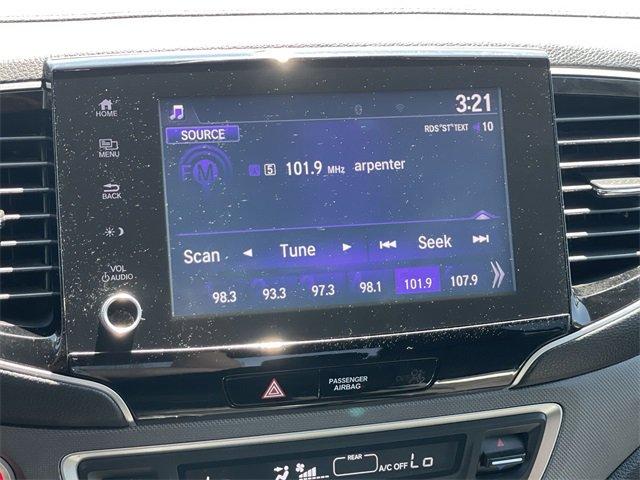 3:21
HOME
SOURCE
RDS "ST" TEXT 10
MENU
FM
5 101.9 MHz arpenter
BACK
Scan Tune Seek
VOL
AUDIO
98.3 93.3 97.3 98.1 101.9 107.9
PASSENGER
AIRBAG
REAR
A/C OFF Lo